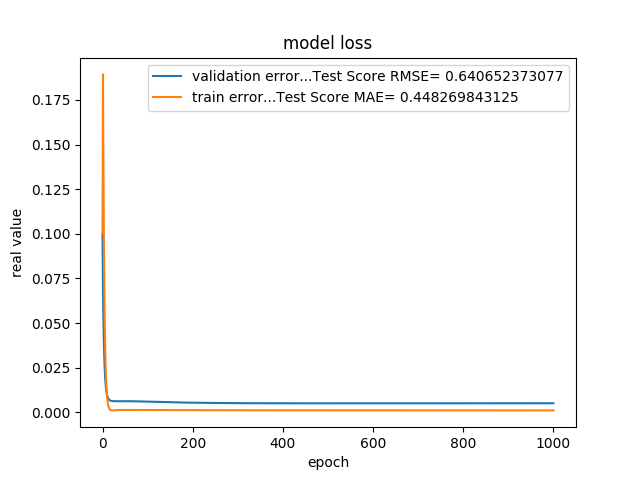 model loss
validation error...Test Score RMSE= 0.640652373077
train error...Test Score MAE= 0.448269843125
0.175
0.150
0.125
0.100
0.075
0.050
0.025
0.000
real value
0 200 400 600 800 1000
epoch